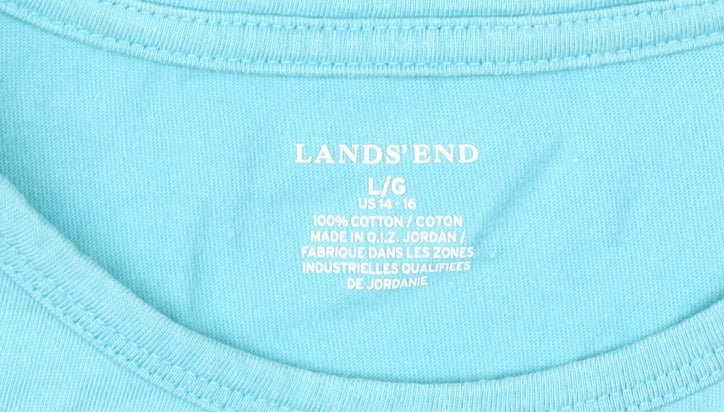 LANDS' END
L/G
US 14 - 16
100% COTTON / COTON
MADE IN Q.I.Z. JORDAN /
FABRIQUE DANS LES ZONES
INDUSTRIELLES QUALIFIEES
DE JORDANIE